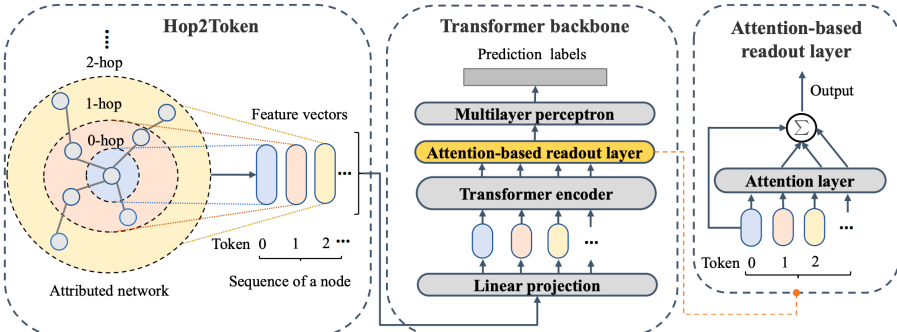 Hop2Token
2-hop
1-hop
0-hop
Feature vectors
Token 0 1 2
Sequence of a node
Attributed network
Transformer backbone
Prediction labels
Multilayer perceptron
Attention-based readout layer
Transformer encoder
Linear projection
Attention-based
readout layer
Output
Σ
Attention layer
Token 0 1 2